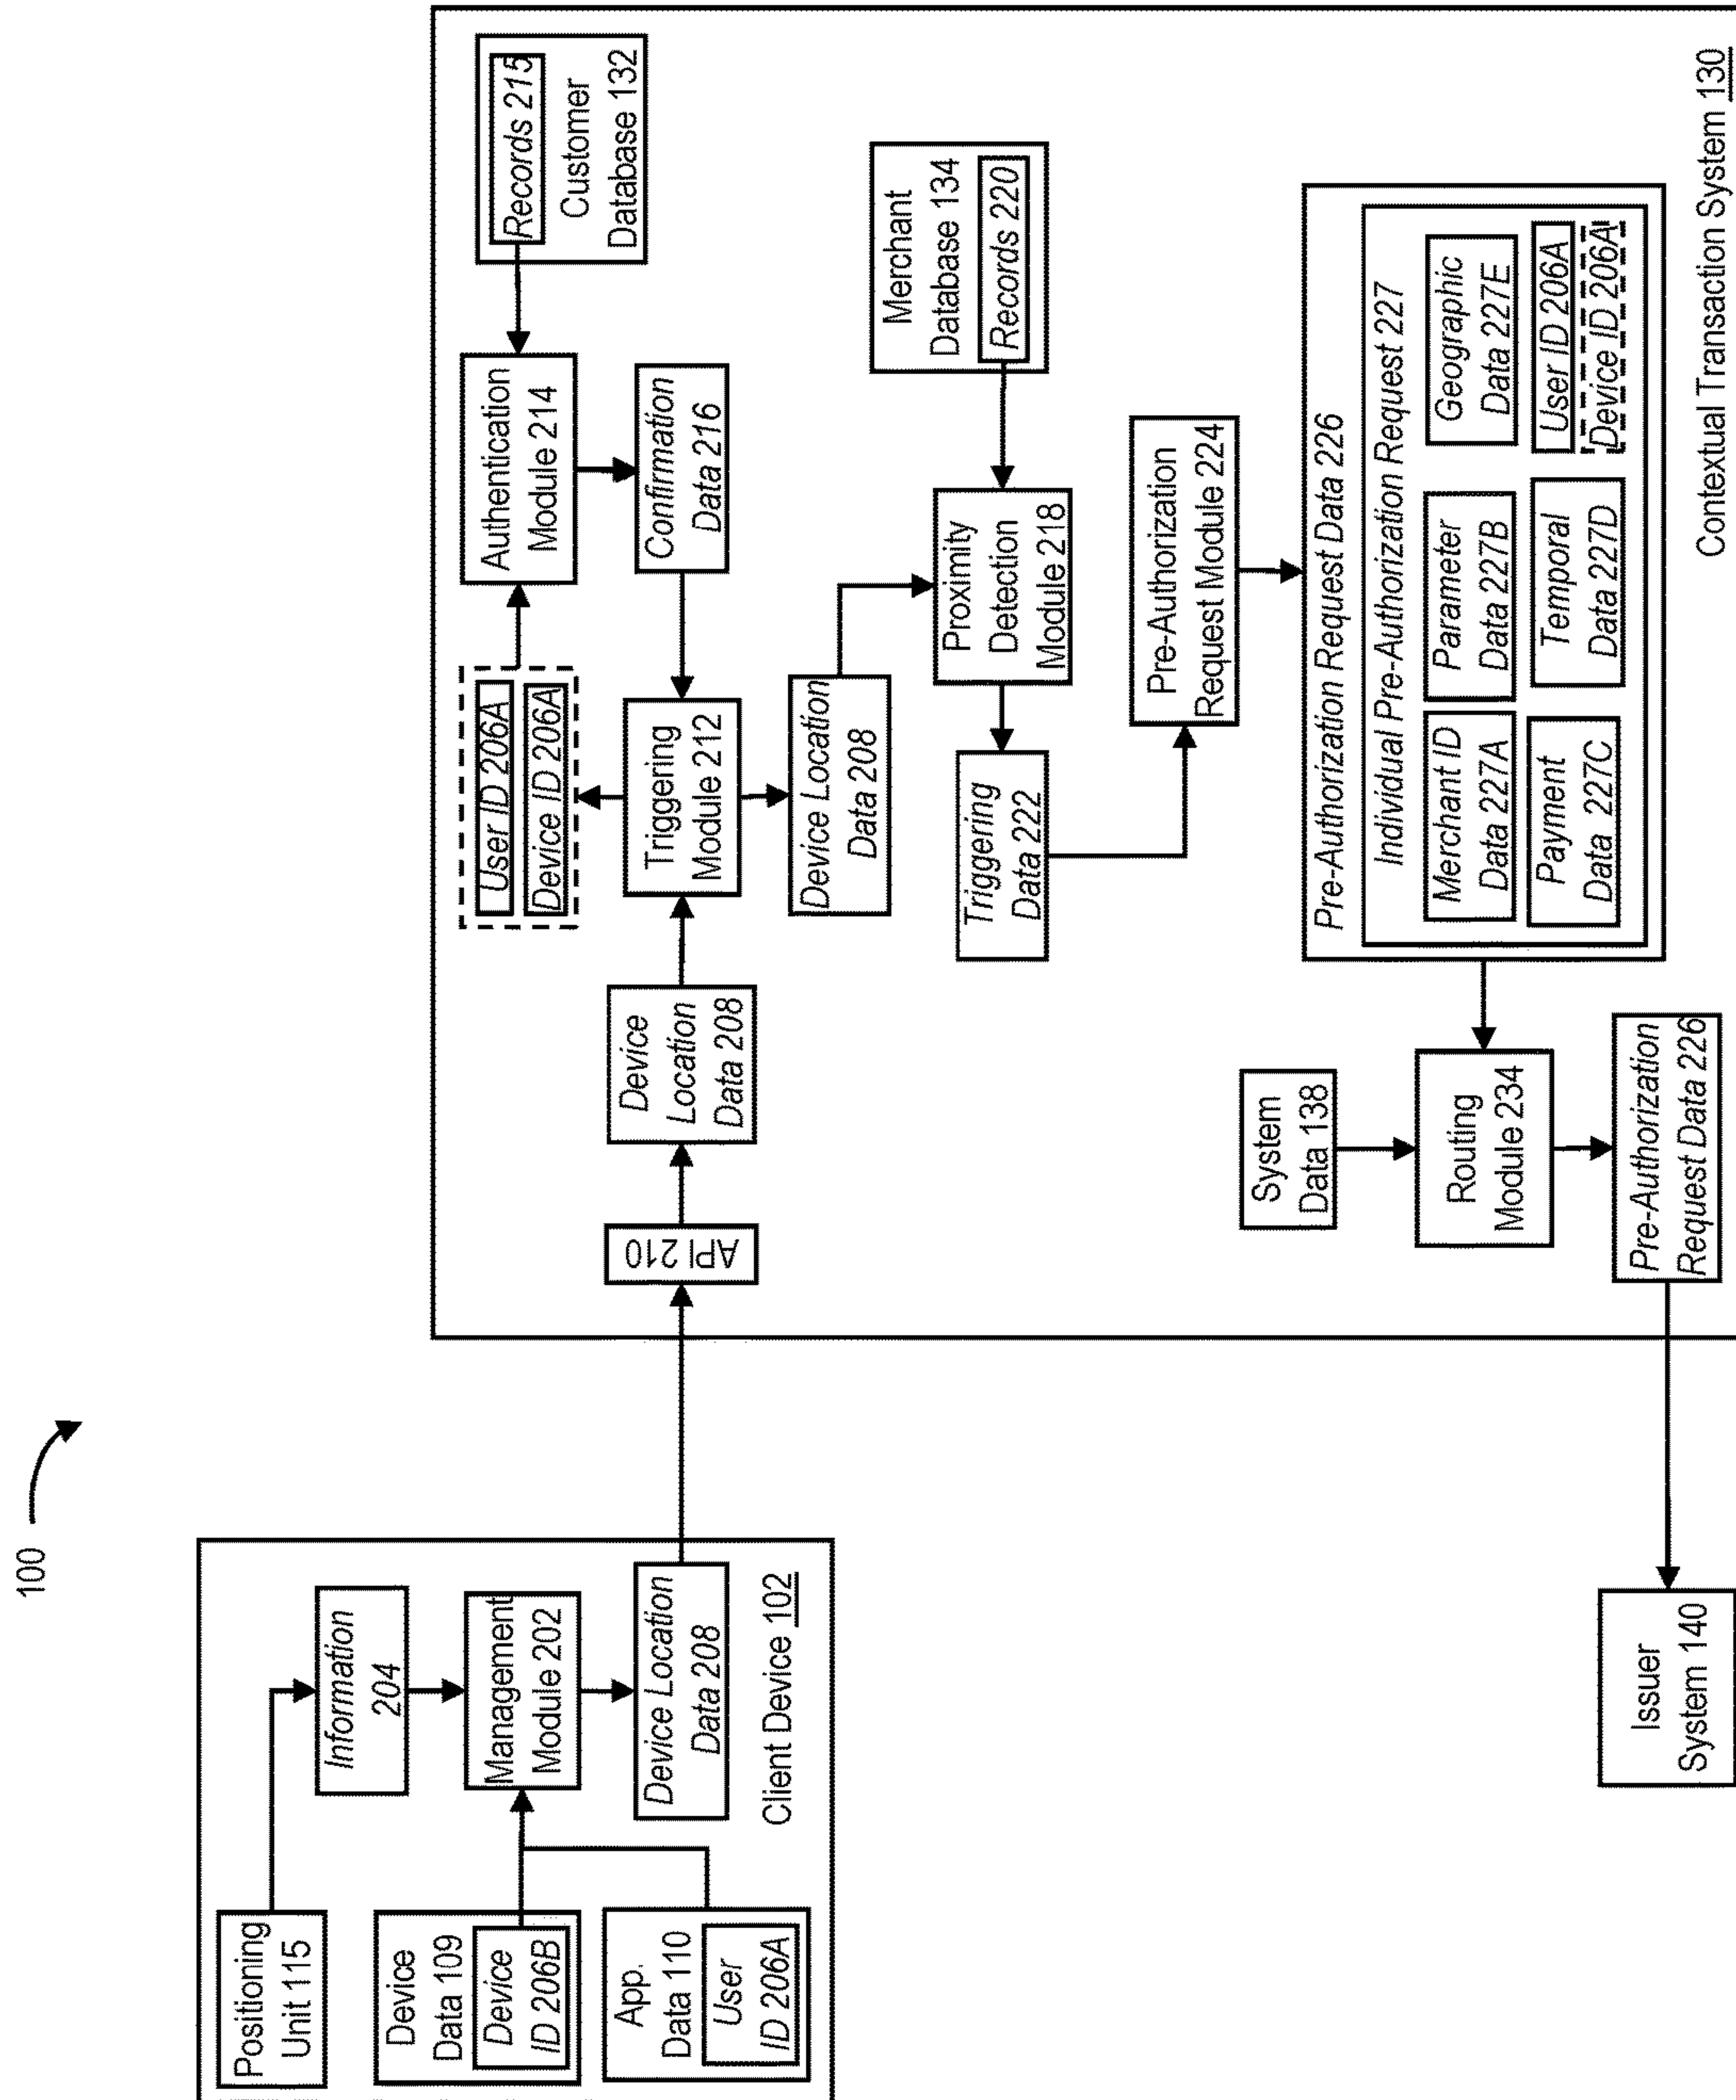 100
Positioning
Unit 115
Information
204
Device
Data 109
Device
ID 206B
Management
Module 202
App.
Data 110
User
ID 206A
Device Location
Data 208
Client Device 102
API 210
Device
Location
Data 208
User ID 206A
Device ID 206A
Authentication
Module 214
Records 215
Customer
Database 132
Triggering
Module 212
Confirmation
Data 216
Device Location
Data 208
Merchant
Database 134
Records 220
Proximity
Detection
Module 218
Triggering
Data 222
Pre-Authorization
Request Module 224
Pre-Authorization Request Data 226
Individual Pre-Authorization Request 227
Merchant ID
Data 227A
Parameter
Data 227B
Geographic
Data 227E
Payment
Data 227C
Temporal
Data 227D
User ID 206A
Device ID 206A
System
Data 138
Routing
Module 234
Pre-Authorization
Request Data 226
Contextual Transaction System 130
Issuer
System 140